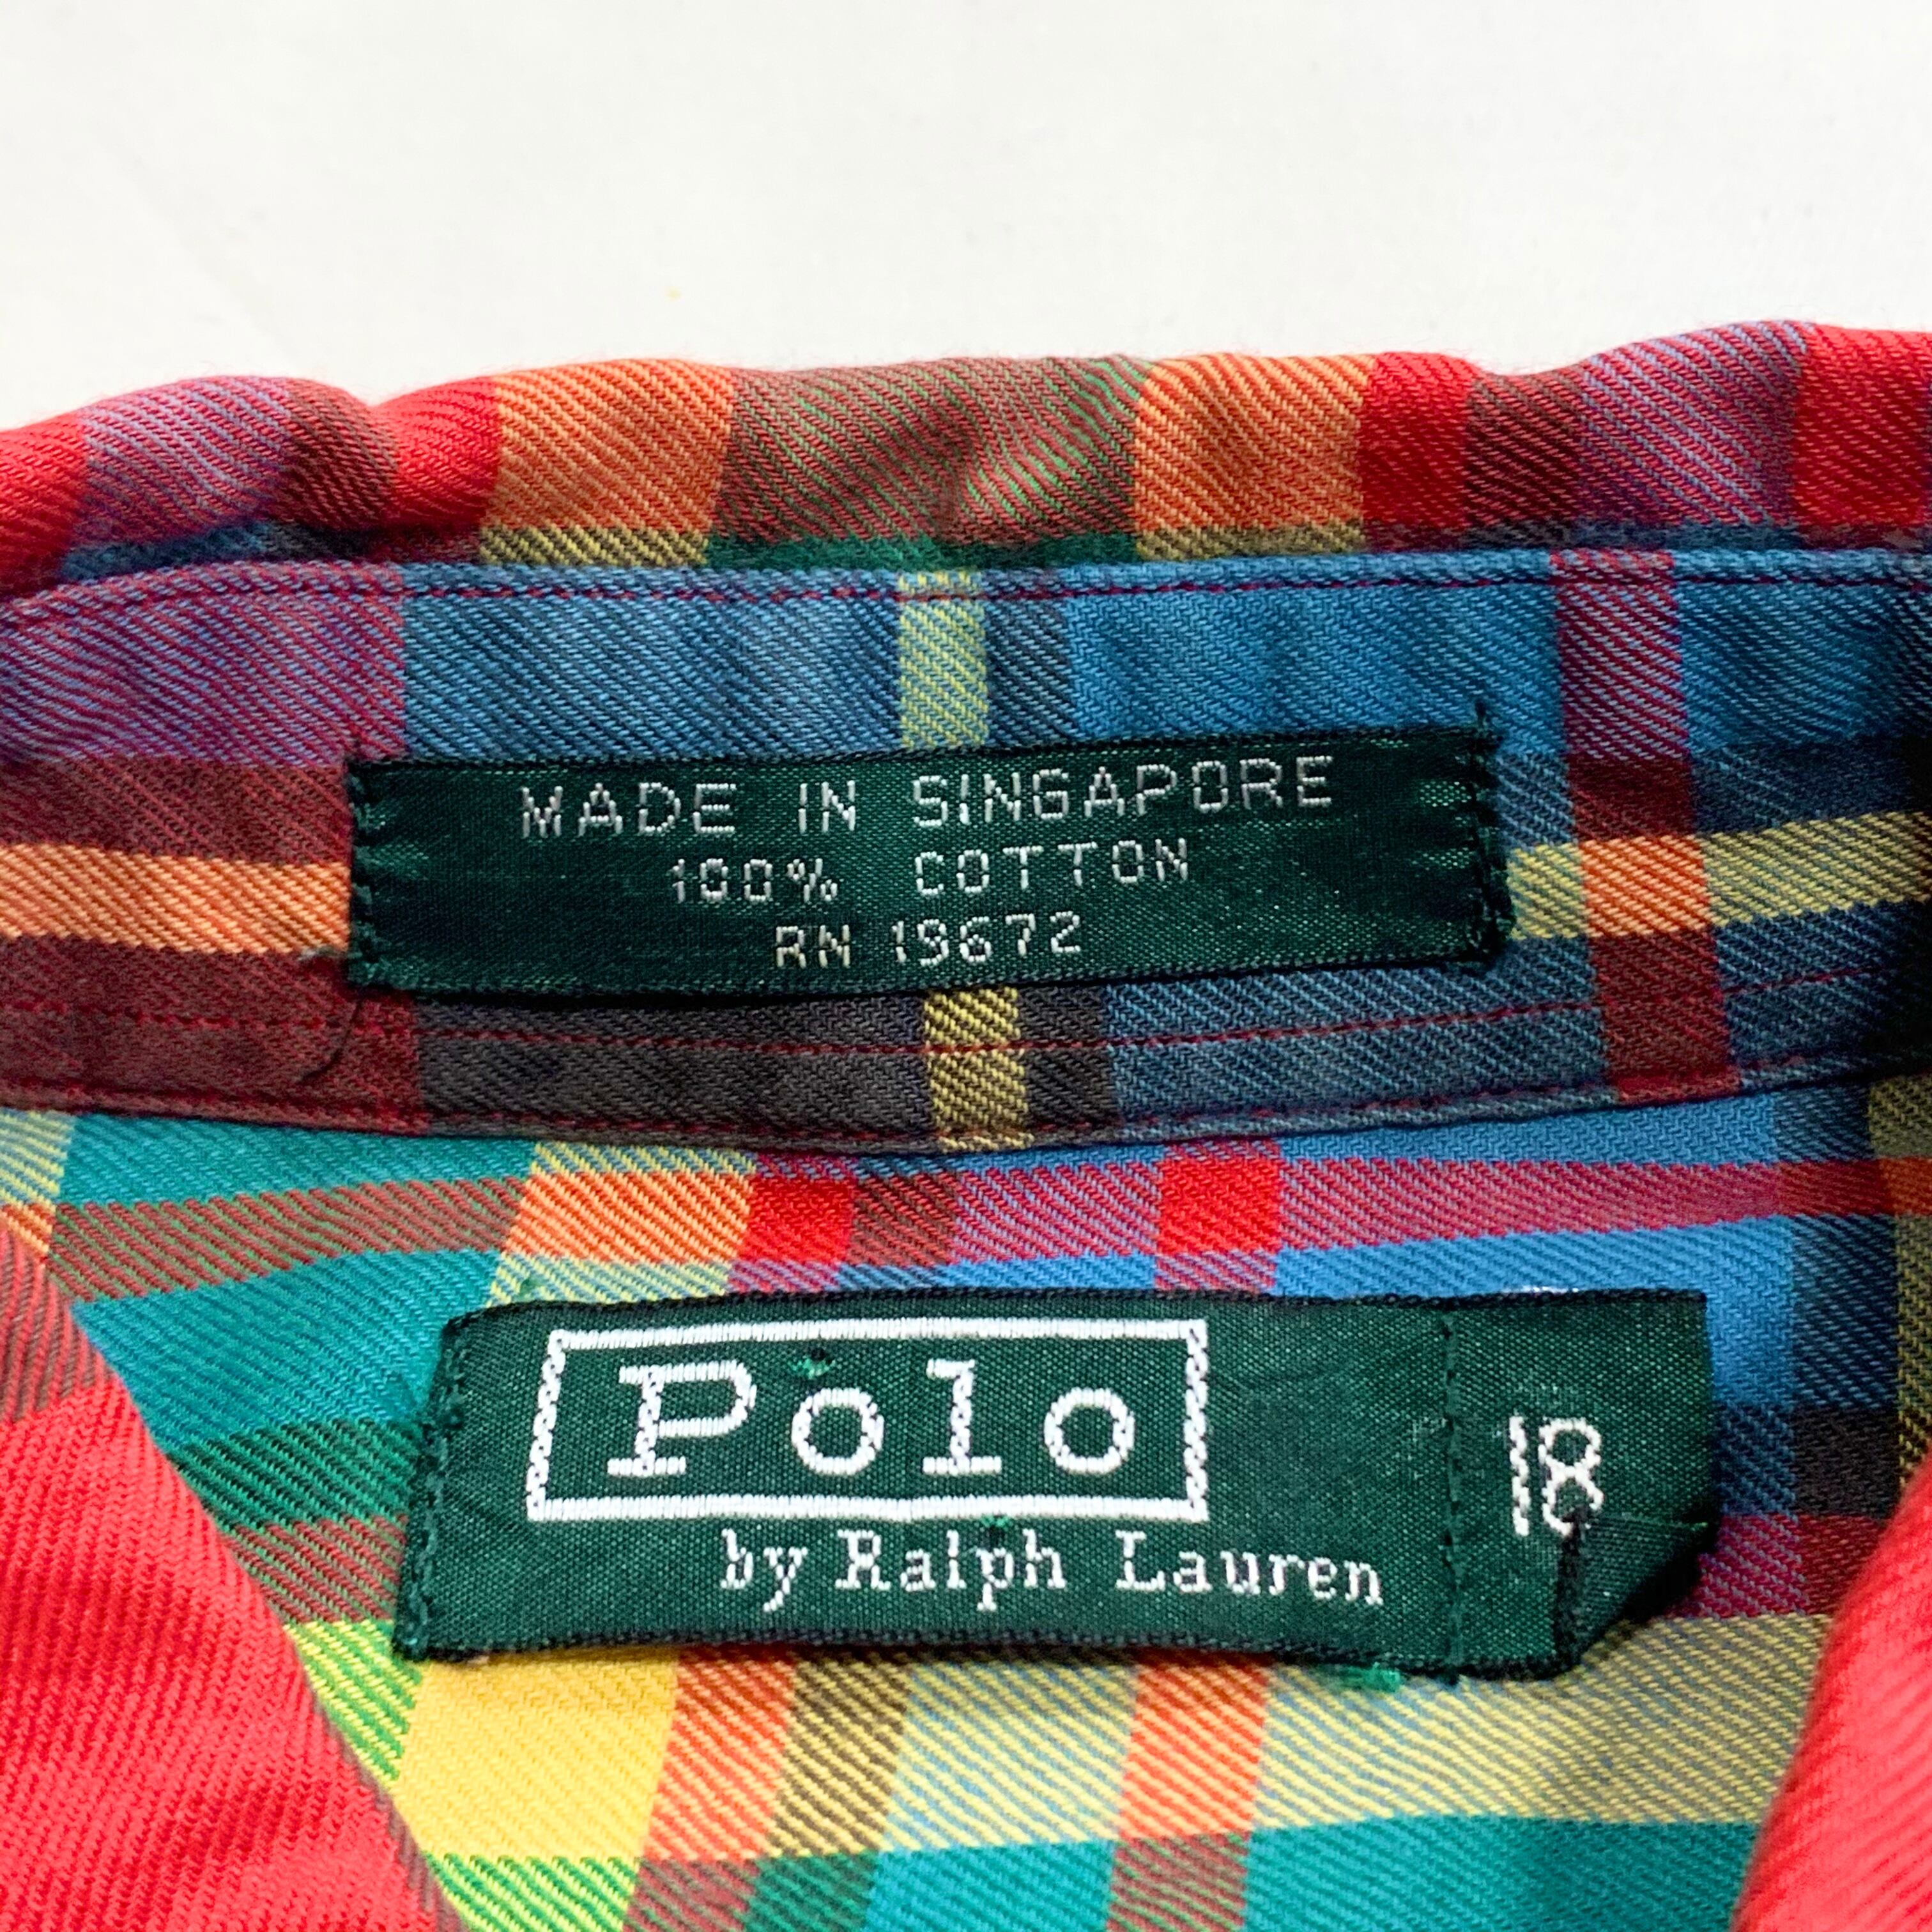 MADE IN SINGAPORE
100% COTTON
RN 19672
Polo
by Ralph Lauren
18